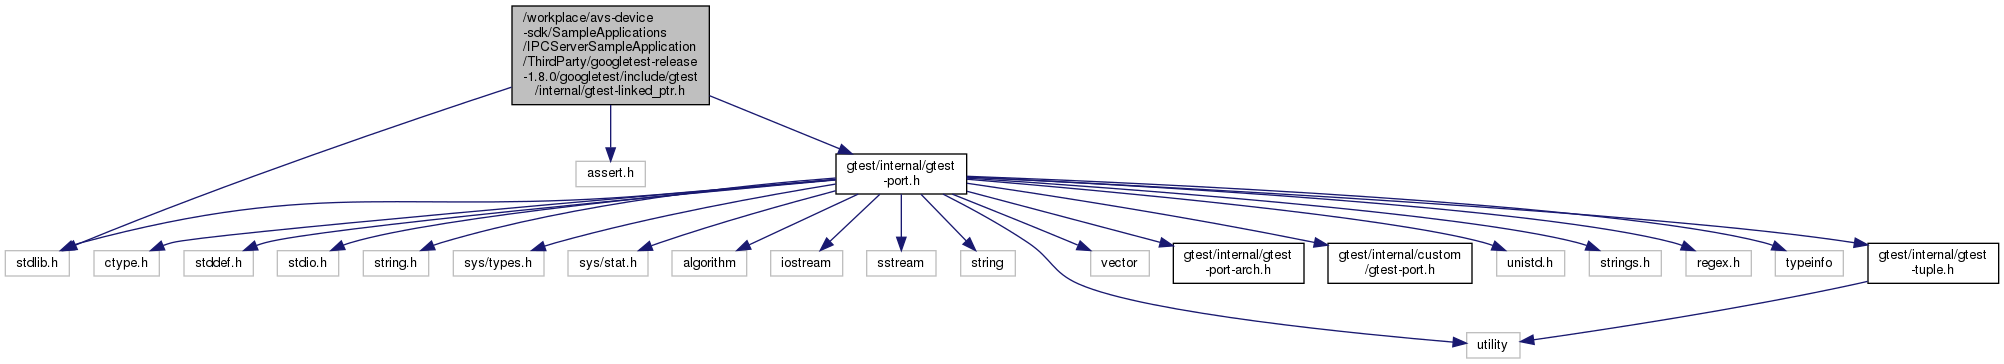 /workplace/avs-device
-sdk/SampleApplications
/IPCServerSampleApplication
/ThirdParty/googletest-release
-1.8.0/googletest/include/gtest
/internal/gtest-linked_ptr.h
assert.h
gtest/internal/gtest
-port.h
stdlib.h
ctype.h
stddef.h
stdio.h
string.h
sys/types.h
sys/stat.h
algorithm
iostream
sstream
string
vector
gtest/internal/gtest
-port-arch.h
gtest/internal/custom
/gtest-port.h
unistd.h
strings.h
regex.h
typeinfo
gtest/internal/gtest
-tuple.h
utility